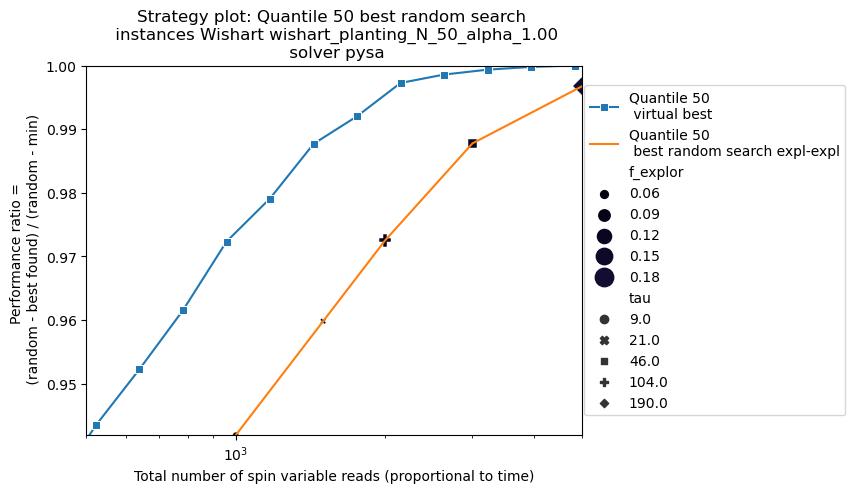 Strategy plot: Quantile 50 best random search
instances Wishart wishart_planting_N_50_alpha_1.00
solver pysa
Performance ratio =
(random - best found) / (random - min)
1.00
0.99
0.98
0.97
0.96
0.95
10^3
Total number of spin variable reads (proportional to time)
Quantile 50
virtual best
Quantile 50
best random search expl-expl
f_explor
0.06
0.09
0.12
0.15
0.18
tau
9.0
21.0
46.0
104.0
190.0